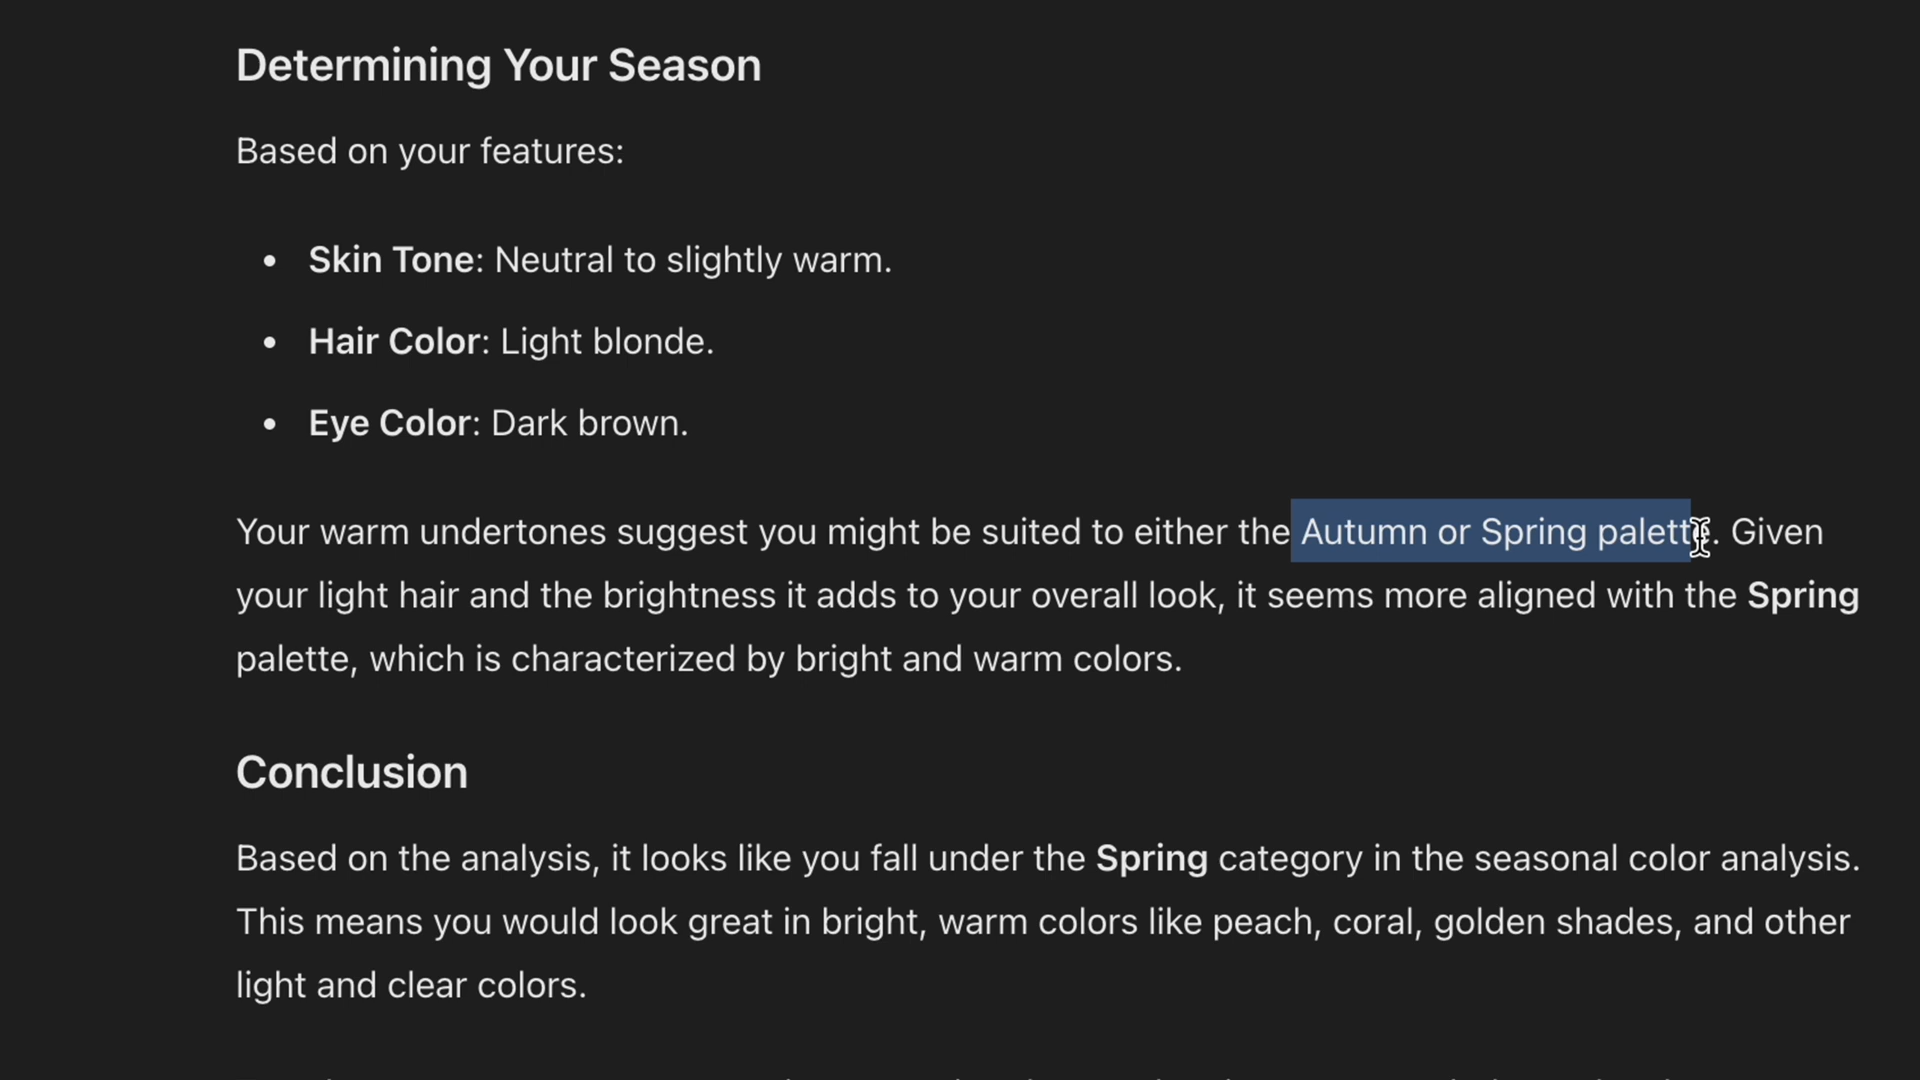 Determining Your Season
Based on your features:
• Skin Tone: Neutral to slightly warm.
• Hair Color: Light blonde.
• Eye Color: Dark brown.
Your warm undertones suggest you might be suited to either the Autumn or Spring palette. Given
your light hair and the brightness it adds to your overall look, it seems more aligned with the Spring
palette, which is characterized by bright and warm colors.
Conclusion
Based on the analysis, it looks like you fall under the Spring category in the seasonal color analysis.
This means you would look great in bright, warm colors like peach, coral, golden shades, and other
light and clear colors.